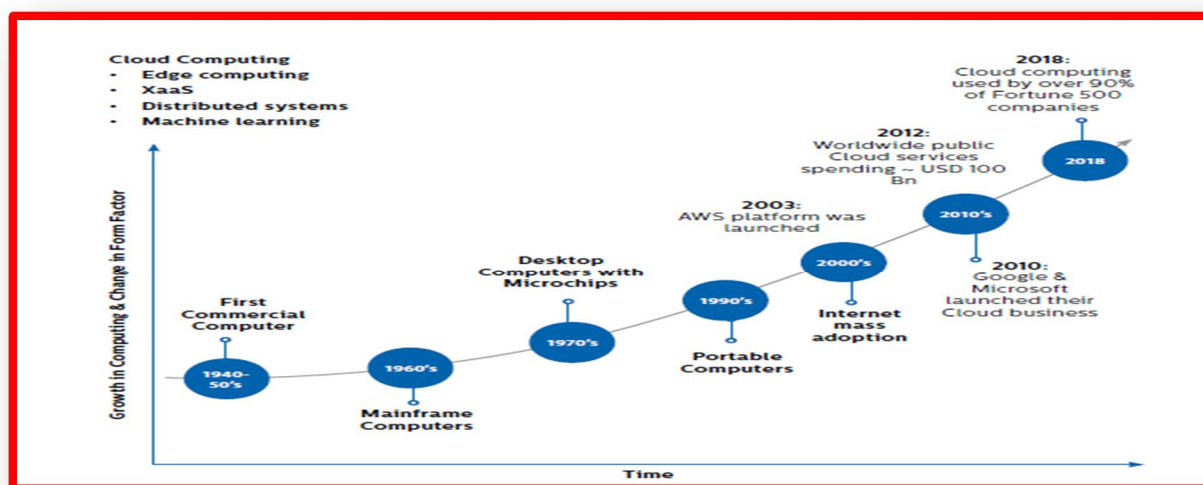 Cloud Computing
• Edge computing
• XaaS
• Distributed systems
• Machine learning
2018:
Cloud computing
used by over 90%
of Fortune 500
companies
2012:
Worldwide public
Cloud services
spending ~ USD 100
Bn
2018
2003:
AWS platform was
launched
2010's
Desktop
Computers with
Microchips
2000's
2010:
Google &
Microsoft
launched their
Cloud business
First
Commercial
Computer
1990's
Internet
mass
adoption
1970's
Portable
Computers
1940-
50's
1960's
Mainframe
Computers
Growth in Computing & Change in Form Factor
Time